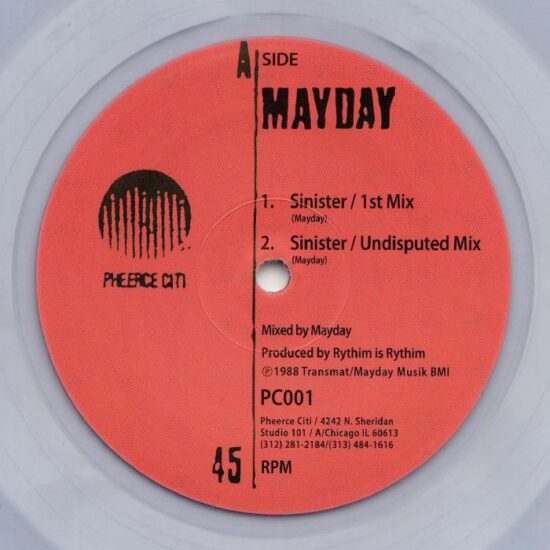 A SIDE
MAYDAY
1. Sinister / 1st Mix
(Mayday)
2. Sinister / Undisputed Mix
(Mayday)
PHEERCE CITI
Mixed by Mayday
Produced by Rythim is Rythim
℗ 1988 Transmat/Mayday Musik BMI
PC001
Pheerce Citi / 4242 N. Sheridan
Studio 101 / A/Chicago IL 60613
(312) 281-2184/(313) 484-1616
45 RPM